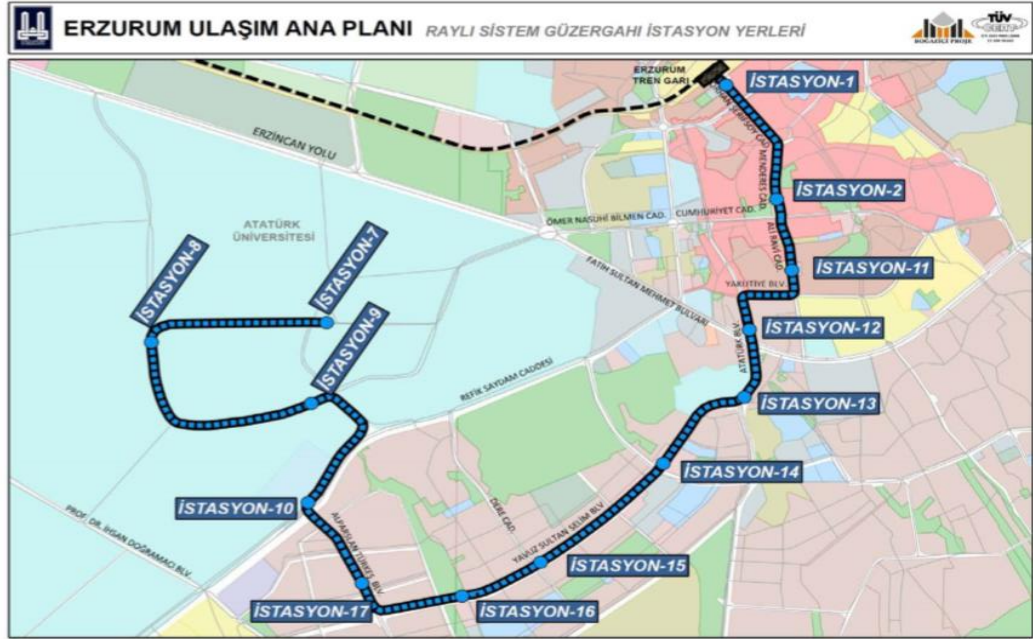 ERZURUM ULAŞIM ANA PLANI RAYLI SİSTEM GÜZERGAHI İSTASYON YERLERİ
BOĞAZİÇİ PROJE
TÜV
CERT
ERZURUM
TREN GARI
İSTASYON-1
ERZİNCAN YOLU
MENDERES CAD.
İSTASYON-2
ÖMER NASUHİ BİLMEN CAD.
CUMHURİYET CAD.
ATATÜRK
ÜNİVERSİTESİ
ALİ RAVİ CAD.
İSTASYON-8
İSTASYON-7
FATİH SULTAN MEHMET BULVARI
İSTASYON-11
YAKUTİYE BLV.
İSTASYON-9
ATATÜRK BLV.
İSTASYON-12
REFİK SAYDAM CADDESİ
İSTASYON-13
İSTASYON-14
İSTASYON-10
PROF. DR. İHSAN DOĞRAMACI BLV.
ALPARSLAN TÜRKEŞ BLV.
DERE CAD.
YAVUZ SULTAN SELİM BLV.
İSTASYON-15
İSTASYON-17
İSTASYON-16